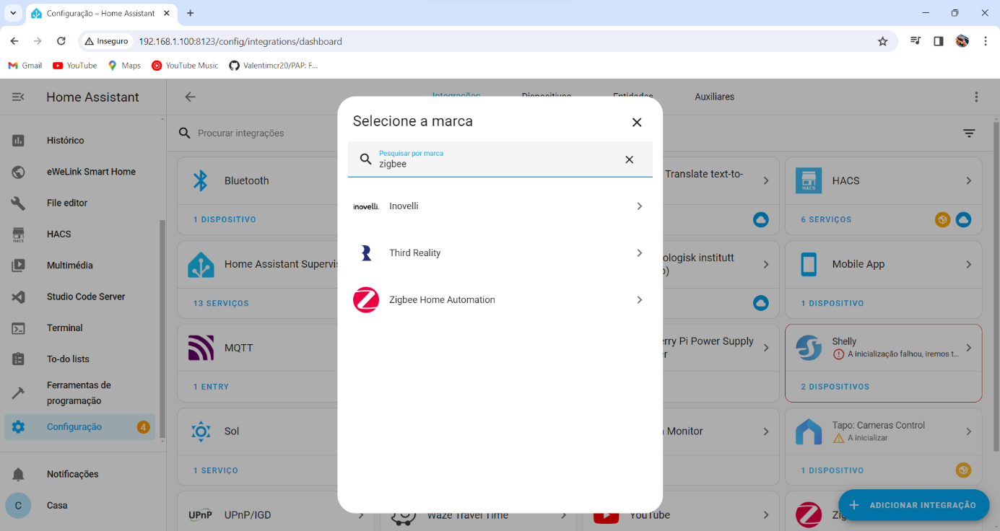 Configuração – Home Assistant
Inseguro
192.168.1.100:8123/config/integrations/dashboard
Gmail
YouTube
Maps
YouTube Music
Valentimcr20/PAP: F...
Home Assistant
Integrações
Dispositivos
Entidades
Auxiliares
Histórico
eWeLink Smart Home
File editor
HACS
HACS
Multimédia
Studio Code Server
Terminal
To-do lists
Ferramentas de
programação
Configuração
4
Notificações
C
Casa
Procurar integrações
Selecione a marca
Pesquisar por marca
zigbee
inovelli.
Inovelli
Third Reality
Zigbee Home Automation
Bluetooth
1 DISPOSITIVO
Translate text-to-
HACS
HACS
6 SERVIÇOS
Home Assistant Supervis
13 SERVIÇOS
ologisk institutt
Mobile App
1 DISPOSITIVO
MQTT
1 ENTRY
rry Pi Power Supply
Shelly
A inicialização falhou, iremos t...
2 DISPOSITIVOS
Sol
1 SERVIÇO
Monitor
Tapo: Cameras Control
A inicializar
1 DISPOSITIVO
UPnP
UPnP/IGD
Waze Travel Time
YouTube
ADICIONAR INTEGRAÇÃO